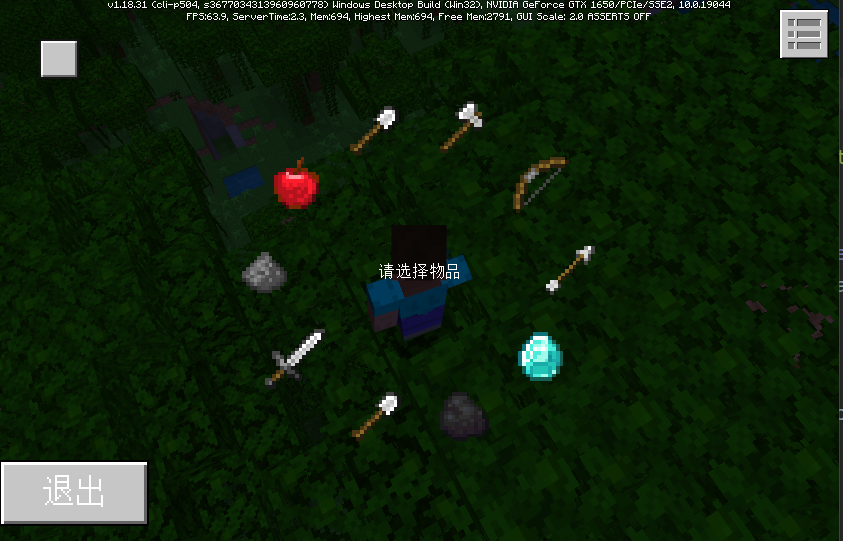 v1.18.31 (cli-p504, s3677034313960960778) Windows Desktop Build (Win32), NVIDIA GeForce GTX 1650/PCIe/SSE2, 10.0.19044
FPS:63.9, ServerTime:2.3, Mem:694, Highest Mem:694, Free Mem:2791, GUI Scale: 2.0 ASSERTS OFF
请选择物品
退出